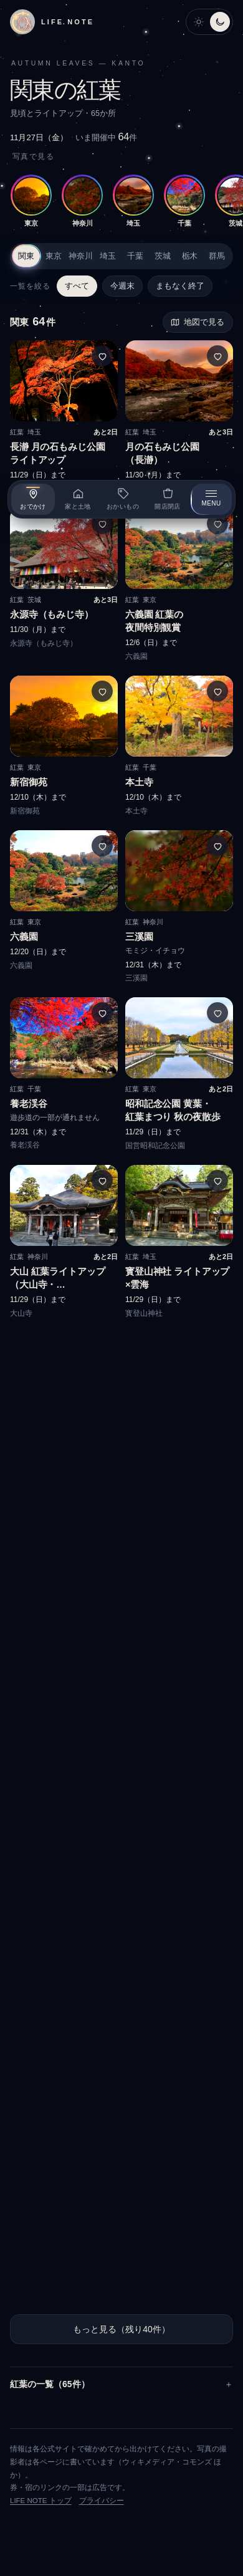 LIFE.NOTE
AUTUMN LEAVES — KANTO
関東の紅葉
見頃とライトアップ・65か所
11月27日（金） いま開催中 64件
写真で見る
東京 神奈川 埼玉 千葉 茨城
関東 東京 神奈川 埼玉 千葉 茨城 栃木 群馬
一覧を絞る すべて 今週末 まもなく終了
関東 64件
地図で見る
紅葉 埼玉 あと2日
長瀞 月の石もみじ公園
ライトアップ
11/29（日）まで
紅葉 埼玉 あと3日
月の石もみじ公園
（長瀞）
11/30（月）まで
おでかけ 家と土地 おかいもの 開店閉店 MENU
紅葉 茨城 あと3日
永源寺（もみじ寺）
11/30（月）まで
永源寺（もみじ寺）
紅葉 東京
六義園 紅葉の
夜間特別観賞
12/6（日）まで
六義園
紅葉 東京
新宿御苑
12/10（木）まで
新宿御苑
紅葉 千葉
本土寺
12/10（木）まで
本土寺
紅葉 東京
六義園
12/20（日）まで
六義園
紅葉 神奈川
三溪園
モミジ・イチョウ
12/31（木）まで
三溪園
紅葉 千葉
養老渓谷
遊歩道の一部が通れません
12/31（木）まで
養老渓谷
紅葉 東京 あと2日
昭和記念公園 黄葉・
紅葉まつり 秋の夜散歩
11/29（日）まで
国営昭和記念公園
紅葉 神奈川 あと2日
大山 紅葉ライトアップ
（大山寺・…
11/29（日）まで
大山寺
紅葉 埼玉 あと2日
寳登山神社 ライトアップ
×雲海
11/29（日）まで
寳登山神社
もっと見る（残り40件）
紅葉の一覧（65件） +
情報は各公式サイトで確かめてから出かけてください。写真の撮
影者は各ページに書いています（ウィキメディア・コモンズ ほ
か）。
券・宿のリンクの一部は広告です。
LIFE NOTE トップ プライバシー